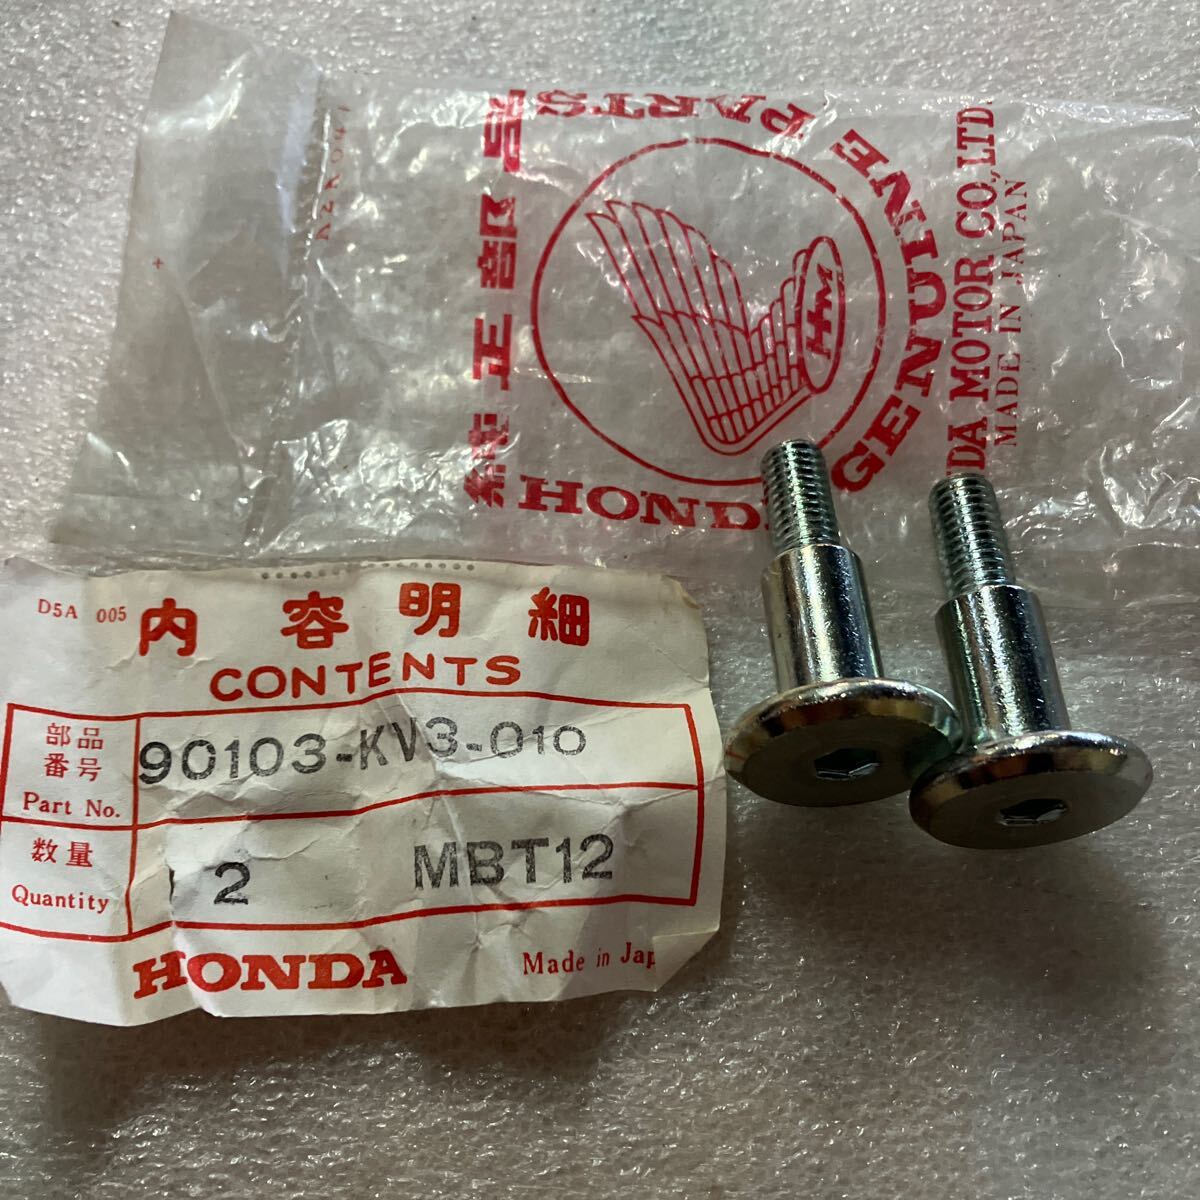 純正部品
HONDA GENUINE PARTS
HM
HONDA MOTOR CO.,LTD.
MADE IN JAPAN
D5A 005
内容明細
CONTENTS
部品番号
Part No.
90103-KV3-010
数量
Quantity
2 MBT12
HONDA
Made in Jap